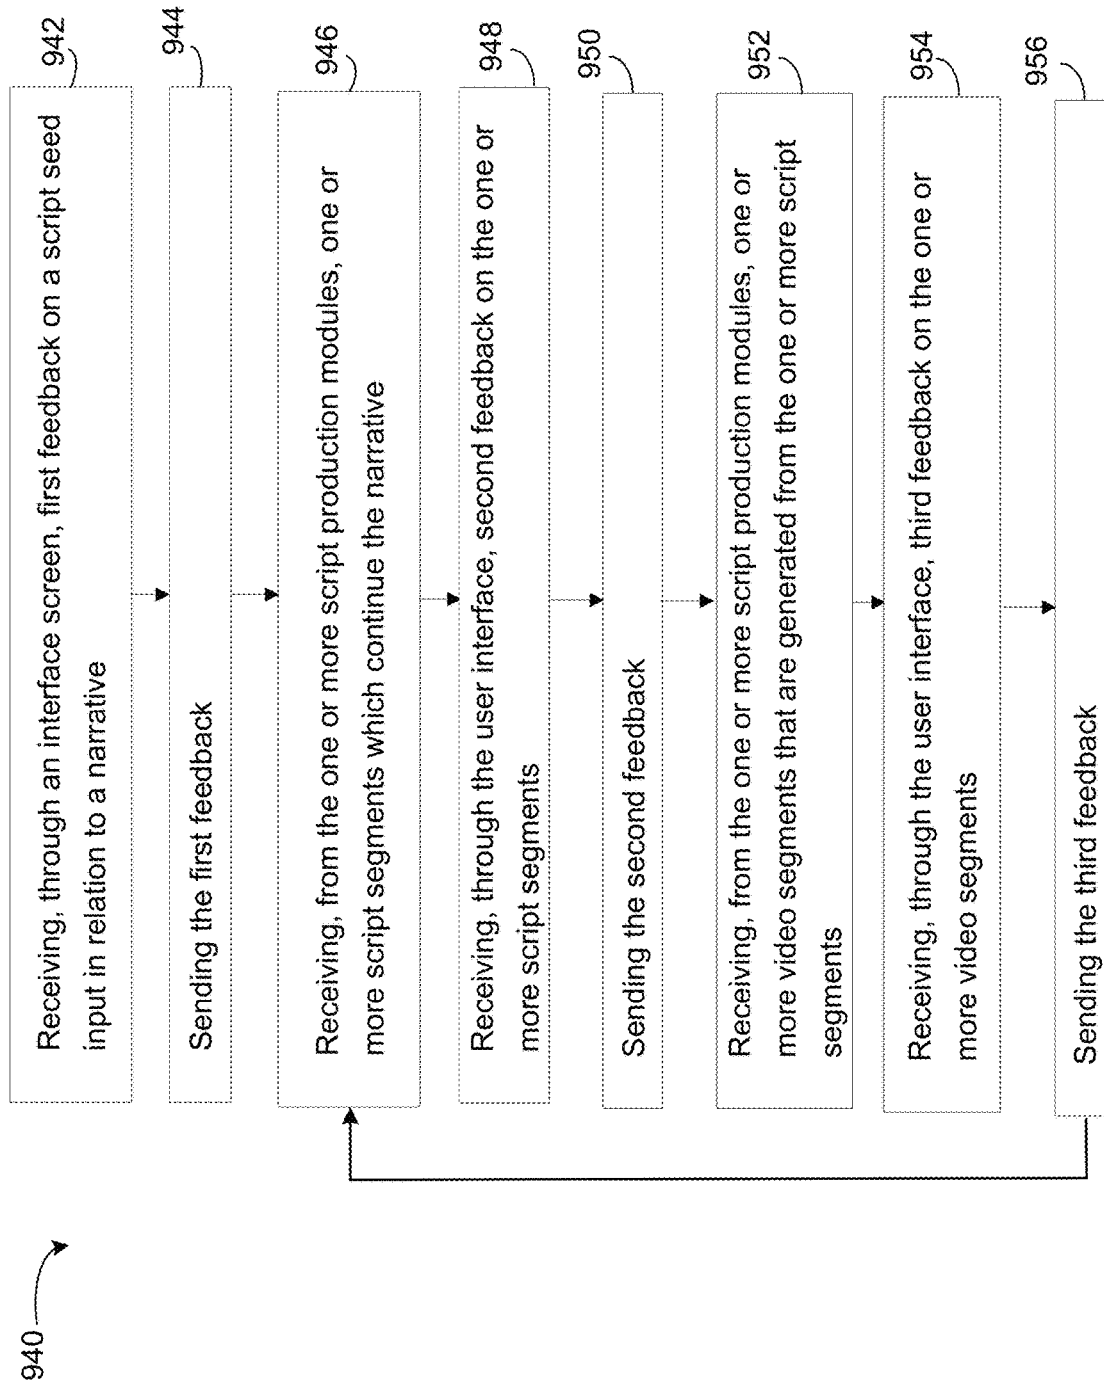 940
942
Receiving, through an interface screen, first feedback on a script seed
input in relation to a narrative
944
Sending the first feedback
946
Receiving, from the one or more script production modules, one or
more script segments which continue the narrative
948
Receiving, through the user interface, second feedback on the one or
more script segments
950
Sending the second feedback
952
Receiving, from the one or more script production modules, one or
more video segments that are generated from the one or more script
segments
954
Receiving, through the user interface, third feedback on the one or
more video segments
956
Sending the third feedback